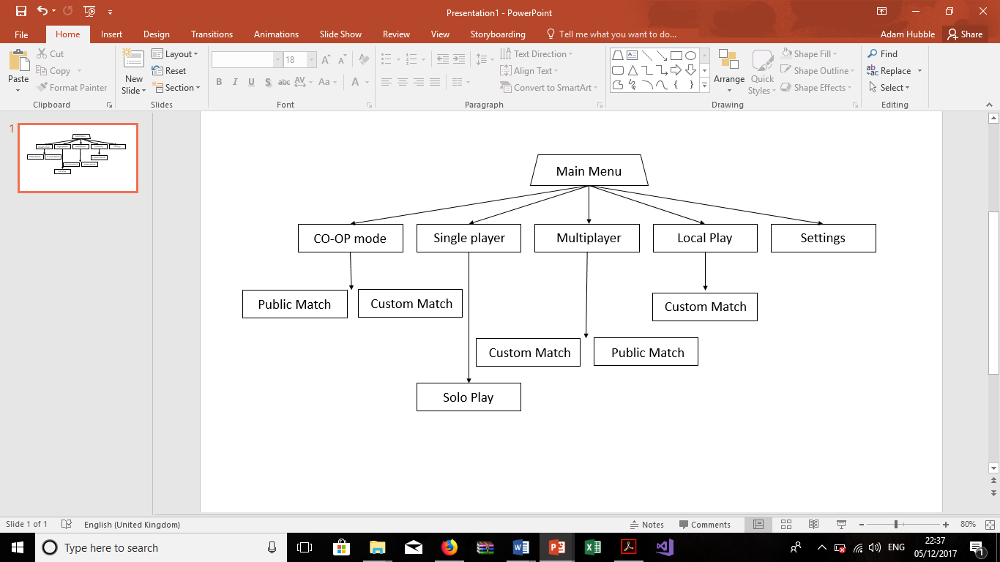 Presentation1 - PowerPoint
File Home Insert Design Transitions Animations Slide Show Review View Storyboarding Tell me what you want to do... Adam Hubble Share
Paste
Cut
Copy
Format Painter
Clipboard
New
Slide
Layout
Reset
Section
Slides
18
A A
B I U S abc AV Aa A
Font
Text Direction
Align Text
Convert to SmartArt
Paragraph
A
Arrange
Quick
Styles
Shape Fill
Shape Outline
Shape Effects
Drawing
Find
Replace
Select
Editing
1
Main Menu
CO-OP mode Single player Multiplayer Local Play Settings
Public Match Custom Match Custom Match
Custom Match Public Match
Solo Play
Slide 1 of 1 English (United Kingdom) Notes Comments 80%
Type here to search
ENG
22:37
05/12/2017
1